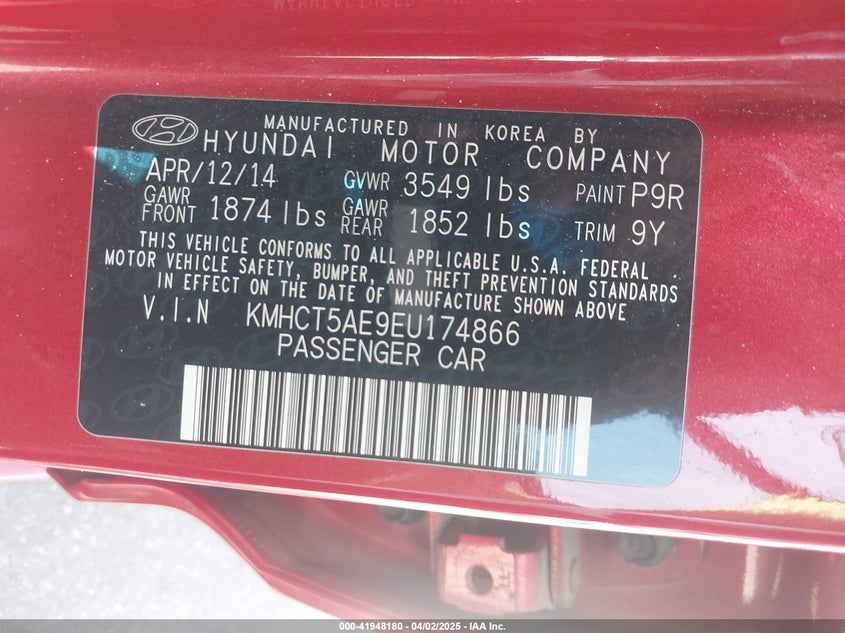 MANUFACTURED IN KOREA BY
HYUNDAI MOTOR COMPANY
APR/12/14 GVWR 3549 lbs PAINT P9R
GAWR FRONT 1874 lbs GAWR REAR 1852 lbs TRIM 9Y
THIS VEHICLE CONFORMS TO ALL APPLICABLE U.S.A. FEDERAL
MOTOR VEHICLE SAFETY, BUMPER, AND THEFT PREVENTION STANDARDS
IN EFFECT ON THE DATE OF MANUFACTURE SHOWN ABOVE
V.I.N KMHCT5AE9EU174866
PASSENGER CAR
000-41948180 - 04/02/2025 - IAA Inc.